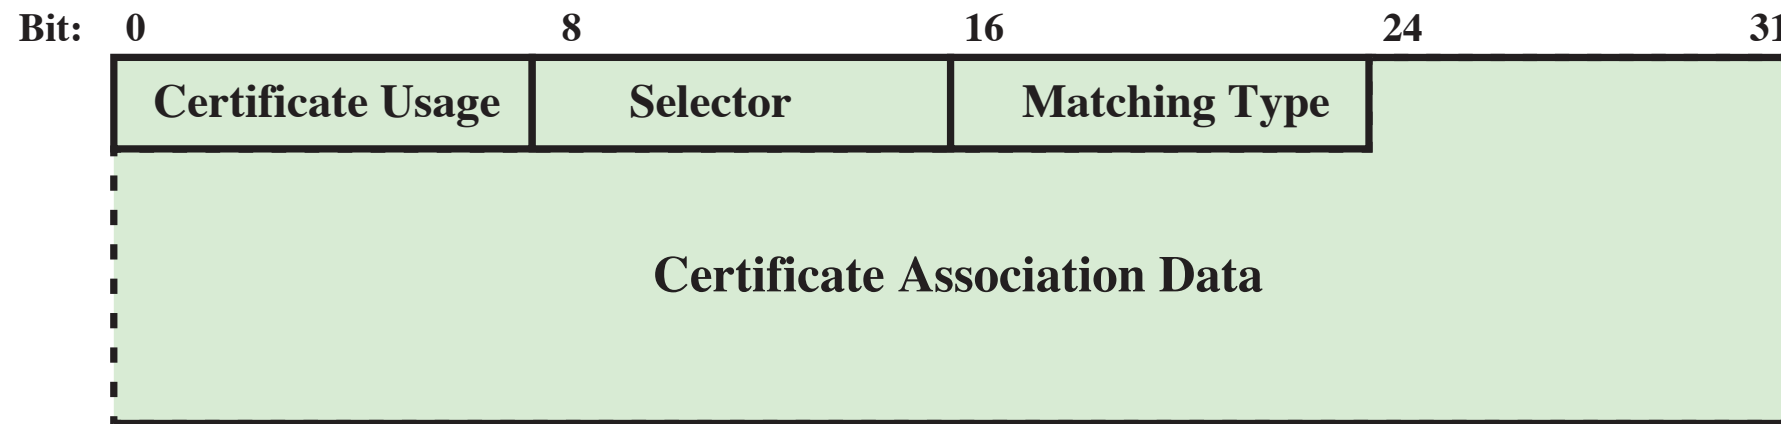 Bit: 0 8 16 24 31
Certificate Usage Selector Matching Type
Certificate Association Data